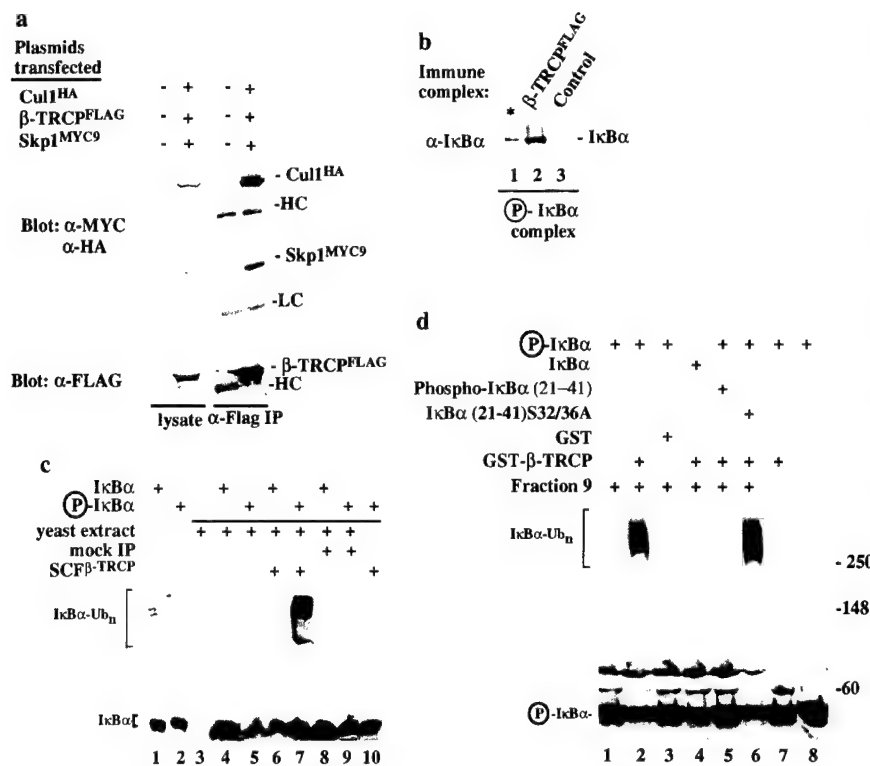 a
Plasmids
transfected
Cul1HA - + - +
β-TRCPFLAG - + - +
Skp1MYC9 - + - +
- Cul1HA
-HC
Blot: α-MYC
α-HA
- Skp1MYC9
-LC
Blot: α-FLAG
- β-TRCPFLAG
-HC
lysate α-Flag IP
b
Immune
complex:
* β-TRCPFLAG Control
α-IκBα - IκBα
1 2 3
P - IκBα
complex
c
IκBα + + + +
P-IκBα + + + + +
yeast extract + + + + + + +
mock IP + +
SCFβ-TRCP + + +
IκBα-Ubn
IκBα
1 2 3 4 5 6 7 8 9 10
d
P-IκBα + + + + + + +
IκBα +
Phospho-IκBα (21–41) +
IκBα (21-41)S32/36A +
GST +
GST-β-TRCP + + + + +
Fraction 9 + + + + + +
IκBα-Ubn
- 250
-148
-60
P-IκBα-
1 2 3 4 5 6 7 8